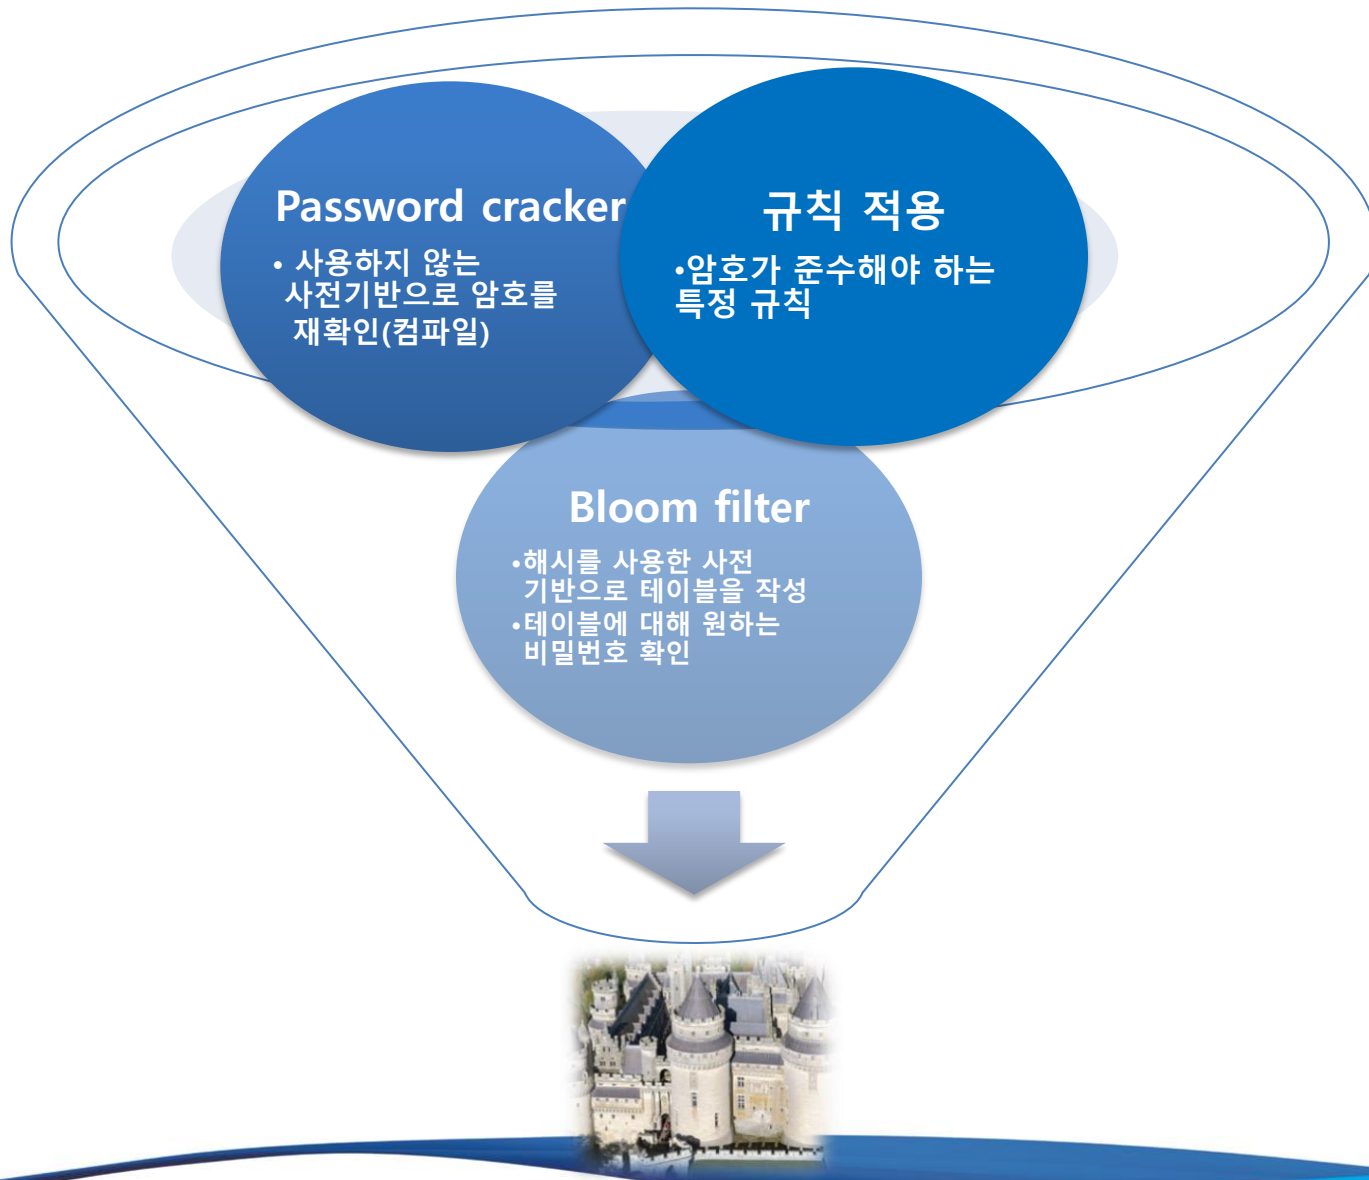 Password cracker
• 사용하지 않는
사전기반으로 암호를
재확인(컴파일)
규칙 적용
•암호가 준수해야 하는
특정 규칙
Bloom filter
•해시를 사용한 사전
기반으로 테이블을 작성
•테이블에 대해 원하는
비밀번호 확인